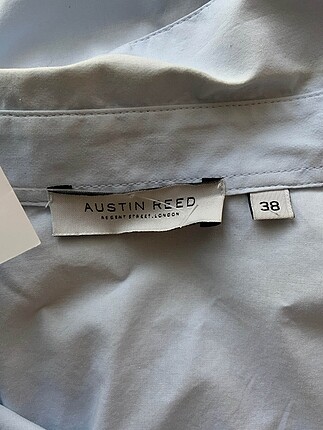 AUSTIN REED
REGENT STREET, LONDON
38